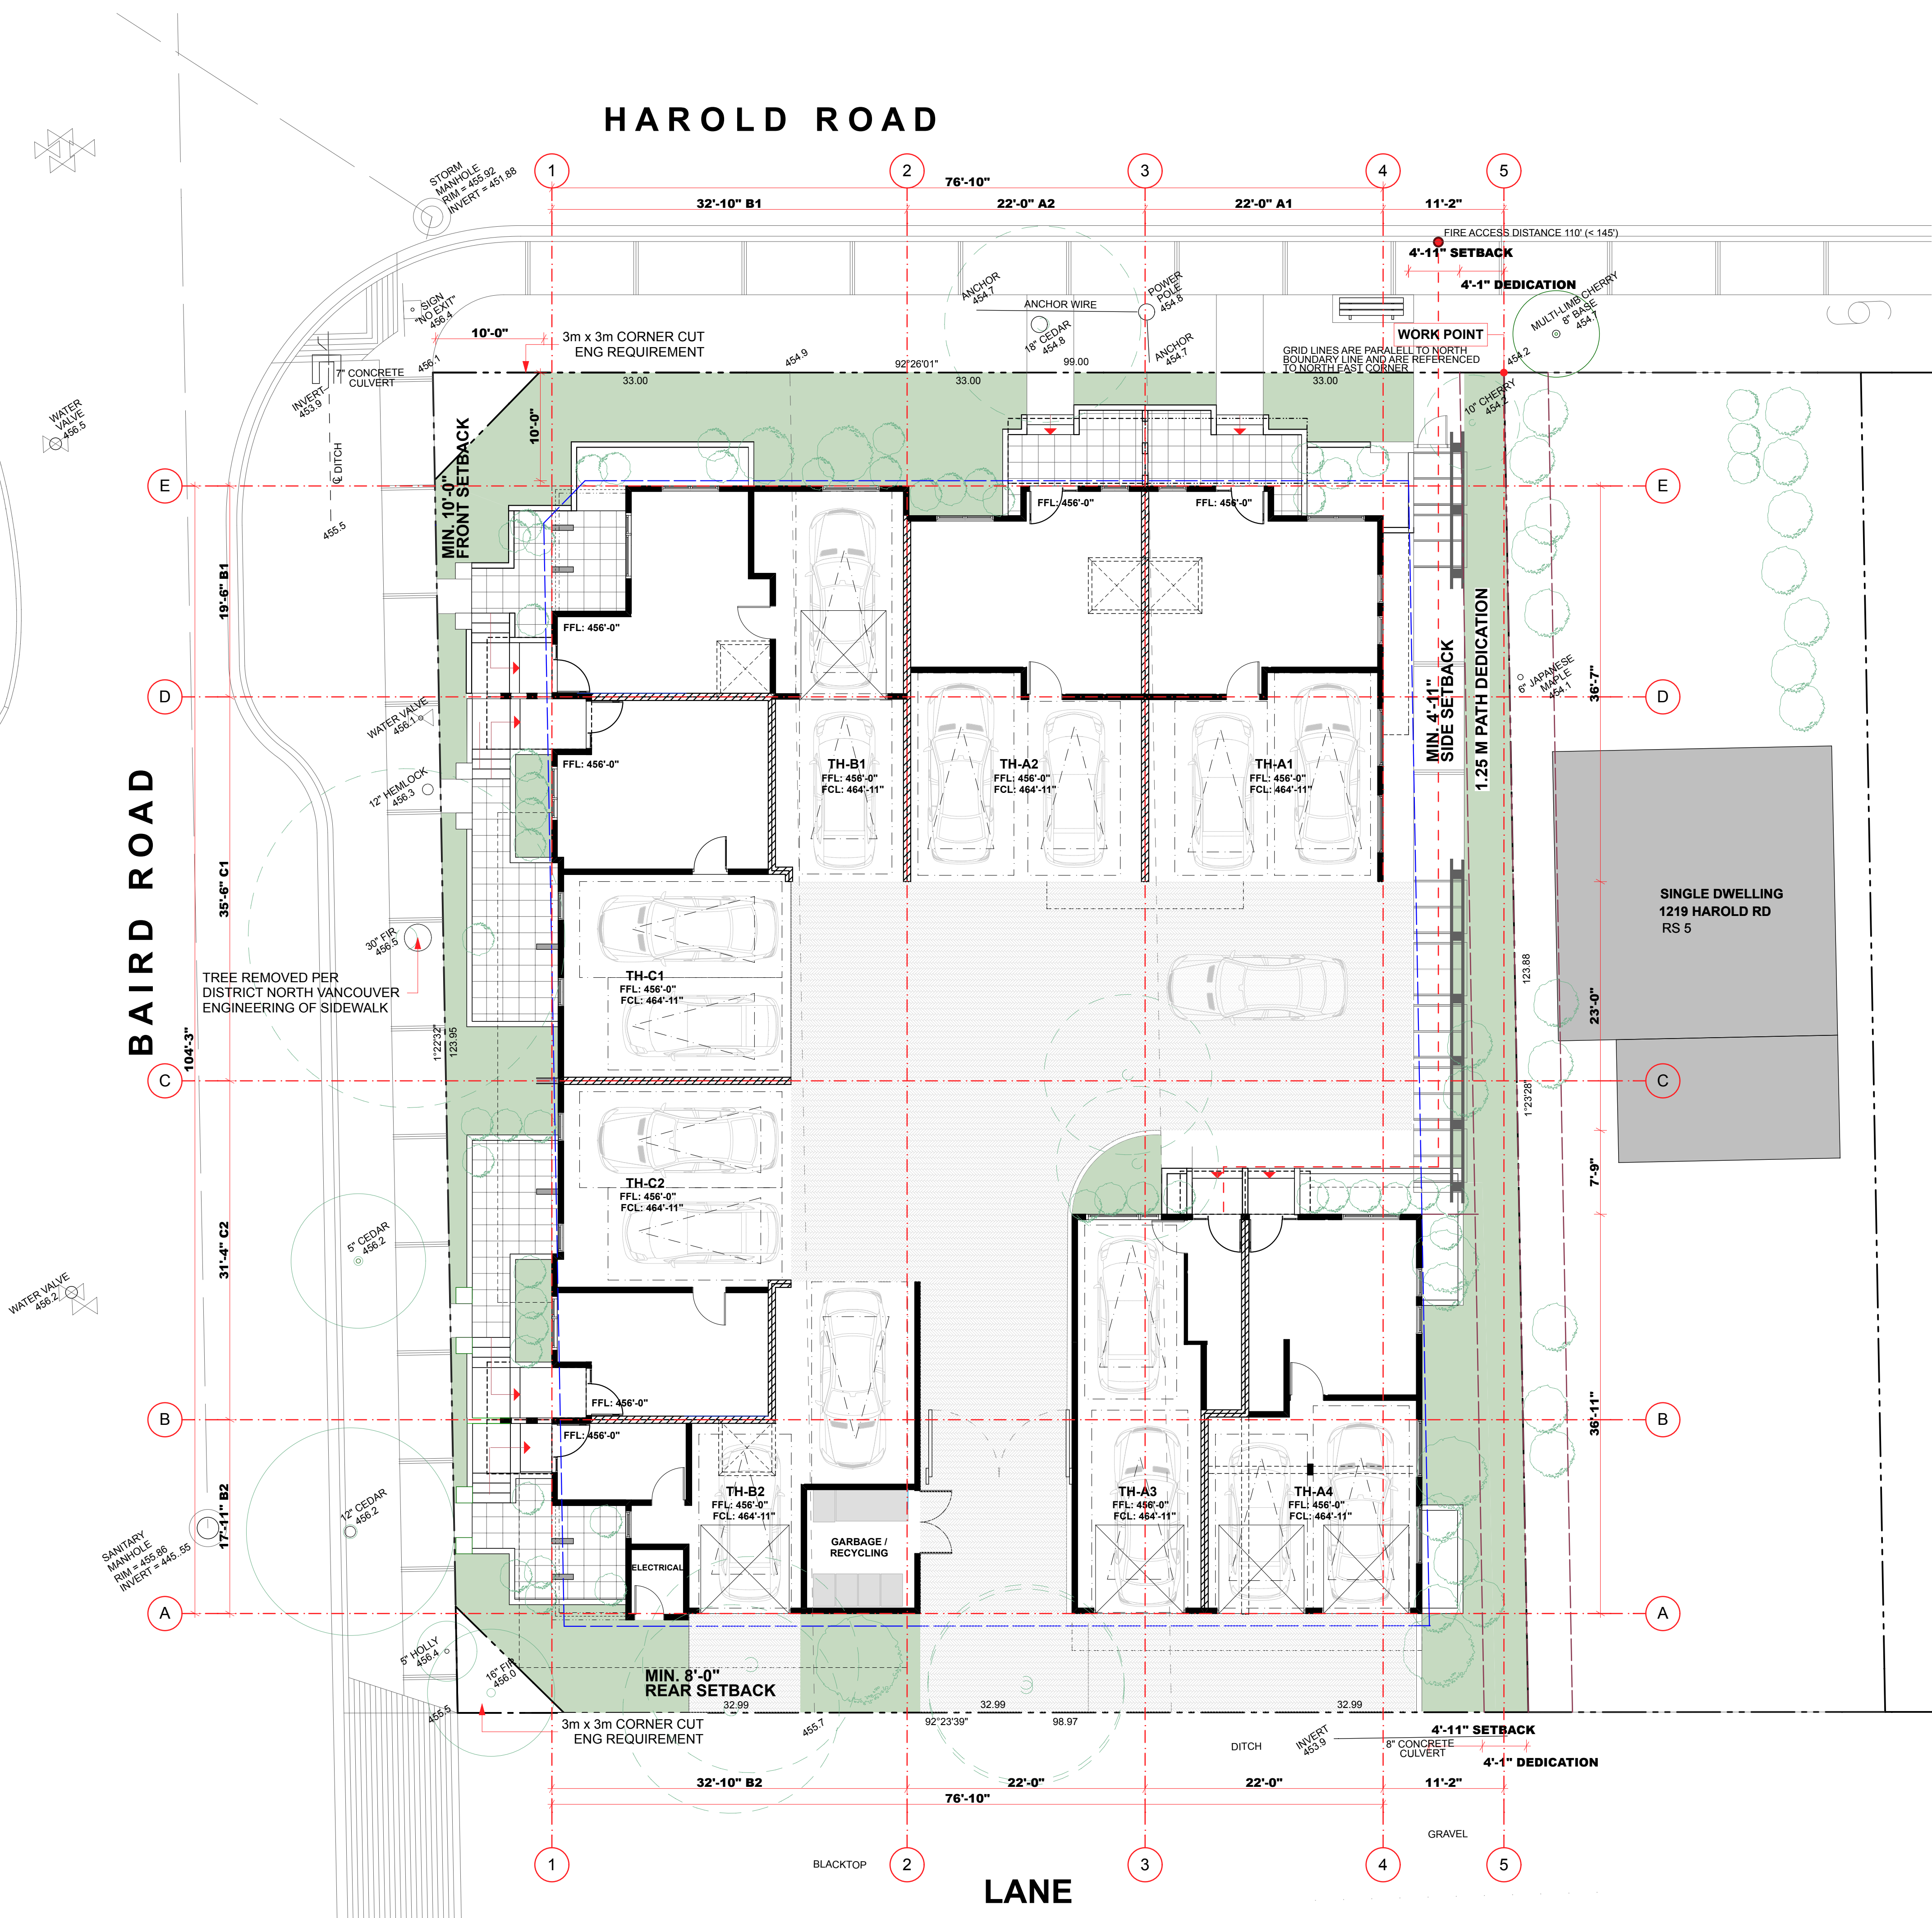 HAROLD ROAD
STORM
MANHOLE
RIM = 455.92
INVERT = 451.88
1
2
3
4
5
76'-10"
32'-10" B1
22'-0" A2
22'-0" A1
11'-2"
FIRE ACCESS DISTANCE 110' (< 145')
4'-11" SETBACK
4'-1" DEDICATION
SIGN
"NO EXIT"
456.4
ANCHOR
454.7
ANCHOR WIRE
POWER
POLE
454.8
MULTI-LIMB CHERRY
8" BASE
454.7
10'-0"
3m x 3m CORNER CUT
ENG REQUIREMENT
18" CEDAR
454.8
ANCHOR
454.7
WORK POINT
GRID LINES ARE PARALELL TO NORTH
BOUNDARY LINE AND ARE REFERENCED
TO NORTH EAST CORNER
456.1
454.9
92°26'01"
99.00
454.2
7" CONCRETE
CULVERT
33.00
33.00
33.00
INVERT
453.9
10" CHERRY
454.2
WATER
VALVE
456.5
10'-0"
℄ DITCH
MIN. 10'-0"
FRONT SETBACK
455.5
E
E
FFL: 456'-0"
FFL: 456'-0"
19'-6" B1
FFL: 456'-0"
MIN. 4'-11"
SIDE SETBACK
1.25 M PATH DEDICATION
6" JAPANESE
MAPLE
454.1
36'-7"
D
D
WATER VALVE
456.1
FFL: 456'-0"
TH-B1
FFL: 456'-0"
FCL: 464'-11"
TH-A2
FFL: 456'-0"
FCL: 464'-11"
TH-A1
FFL: 456'-0"
FCL: 464'-11"
12" HEMLOCK
456.3
BAIRD ROAD
35'-6" C1
SINGLE DWELLING
1219 HAROLD RD
RS 5
30" FIR
456.5
TREE REMOVED PER
DISTRICT NORTH VANCOUVER
ENGINEERING OF SIDEWALK
TH-C1
FFL: 456'-0"
FCL: 464'-11"
123.88
23'-0"
104'-3"
1°22'32"
123.95
C
C
1°23'28"
TH-C2
FFL: 456'-0"
FCL: 464'-11"
7'-9"
5" CEDAR
456.2
31'-4" C2
WATER VALVE
456.2
36'-11"
B
B
FFL: 456'-0"
FFL: 456'-0"
12" CEDAR
456.2
17'-11" B2
TH-B2
FFL: 456'-0"
FCL: 464'-11"
TH-A3
FFL: 456'-0"
FCL: 464'-11"
TH-A4
FFL: 456'-0"
FCL: 464'-11"
GARBAGE /
RECYCLING
ELECTRICAL
SANITARY
MANHOLE
RIM = 455.86
INVERT = 445..55
A
A
5" HOLLY
456.4
16" FIR
456.0
MIN. 8'-0"
REAR SETBACK
32.99
32.99
32.99
455.5
3m x 3m CORNER CUT
ENG REQUIREMENT
455.7
92°23'39"
98.97
DITCH
INVERT
453.9
4'-11" SETBACK
8" CONCRETE
CULVERT
4'-1" DEDICATION
32'-10" B2
22'-0"
22'-0"
11'-2"
76'-10"
GRAVEL
BLACKTOP
1
2
3
4
5
LANE